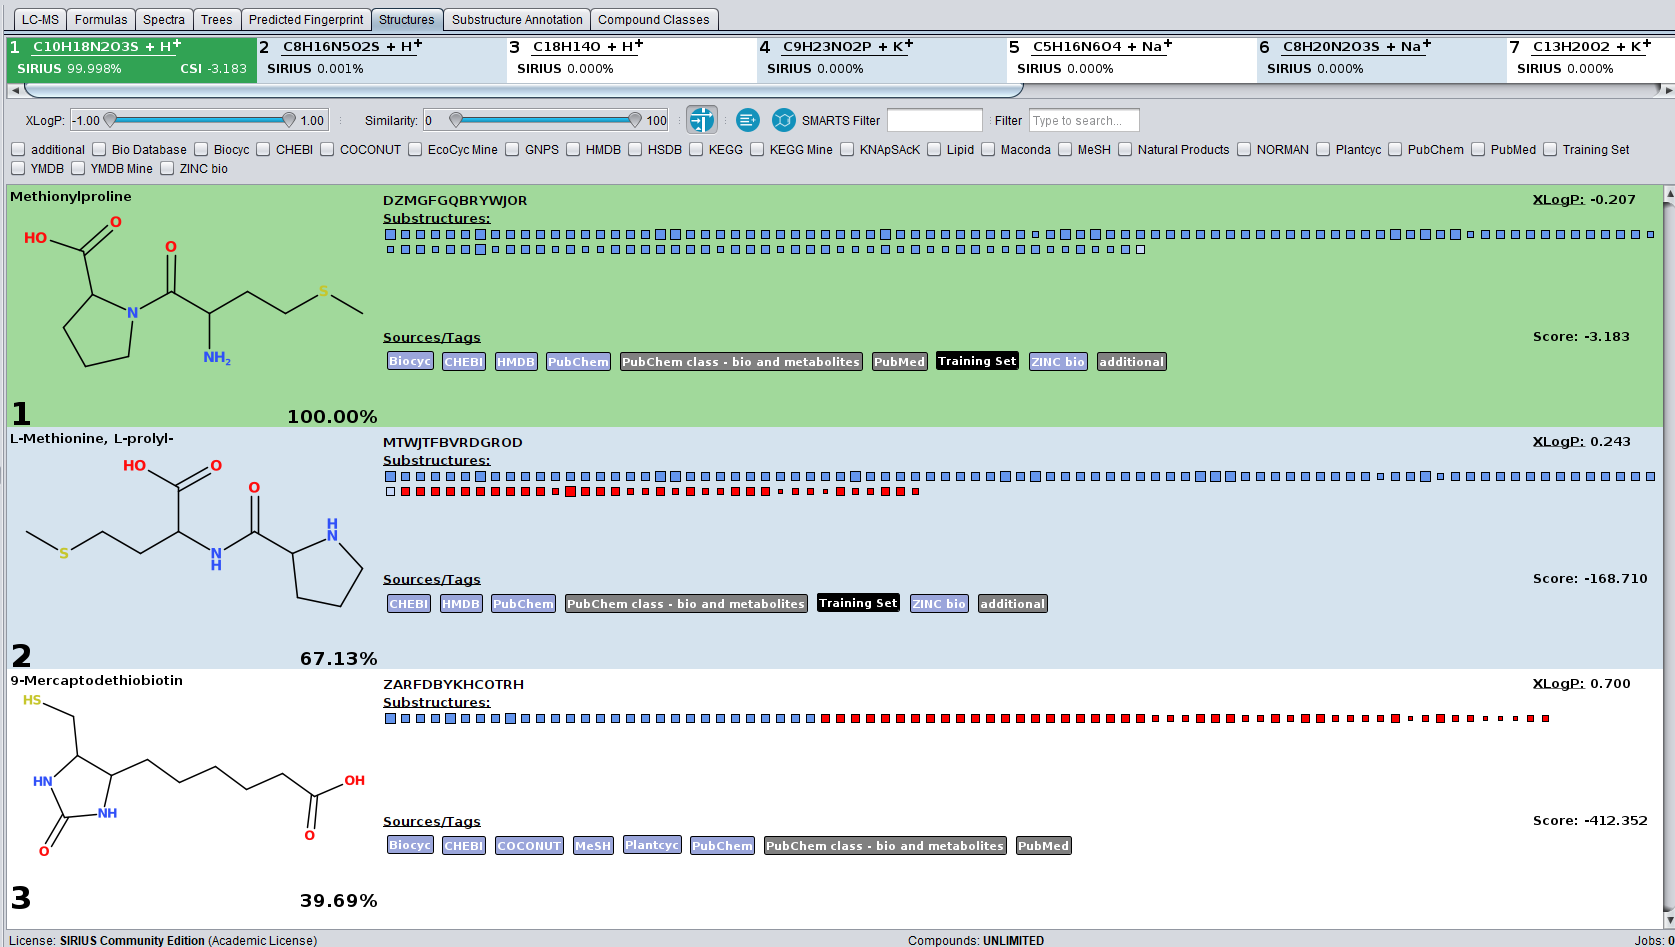 LC-MS Formulas Spectra Trees Predicted Fingerprint Structures Substructure Annotation Compound Classes
1 C10H18N2O3S + H+ 2 C8H16N5O2S + H+ 3 C18H14O + H+ 4 C9H23NO2P + K+ 5 C5H16N6O4 + Na+ 6 C8H20N2O3S + Na+ 7 C13H20O2 + K+
SIRIUS 99.998% CSI -3.183 SIRIUS 0.001% SIRIUS 0.000% SIRIUS 0.000% SIRIUS 0.000% SIRIUS 0.000% SIRIUS 0.000%
XLogP: -1.00 1.00 Similarity: 0 100 SMARTS Filter Filter Type to search...
additional Bio Database Biocyc CHEBI COCONUT EcoCyc Mine GNPS HMDB HSDB KEGG KEGG Mine KNApSAcK Lipid Maconda MeSH Natural Products NORMAN Plantcyc PubChem PubMed Training Set
YMDB YMDB Mine ZINC bio
Methionylproline DZMGFGQBRYWJOR XLogP: -0.207
Substructures:
HO O O N NH2 S
Sources/Tags Score: -3.183
Biocyc CHEBI HMDB PubChem PubChem class - bio and metabolites PubMed Training Set ZINC bio additional
1 100.00%
L-Methionine, L-prolyl- MTWJTFBVRDGROD XLogP: 0.243
Substructures:
HO O O S N H H N
Sources/Tags Score: -168.710
CHEBI HMDB PubChem PubChem class - bio and metabolites Training Set ZINC bio additional
2 67.13%
9-Mercaptodethiobiotin ZARFDBYKHCOTRH XLogP: 0.700
HS Substructures:
HN NH O OH O
Sources/Tags Score: -412.352
Biocyc CHEBI COCONUT MeSH Plantcyc PubChem PubChem class - bio and metabolites PubMed
3 39.69%
License: SIRIUS Community Edition (Academic License) Compounds: UNLIMITED Jobs: 0